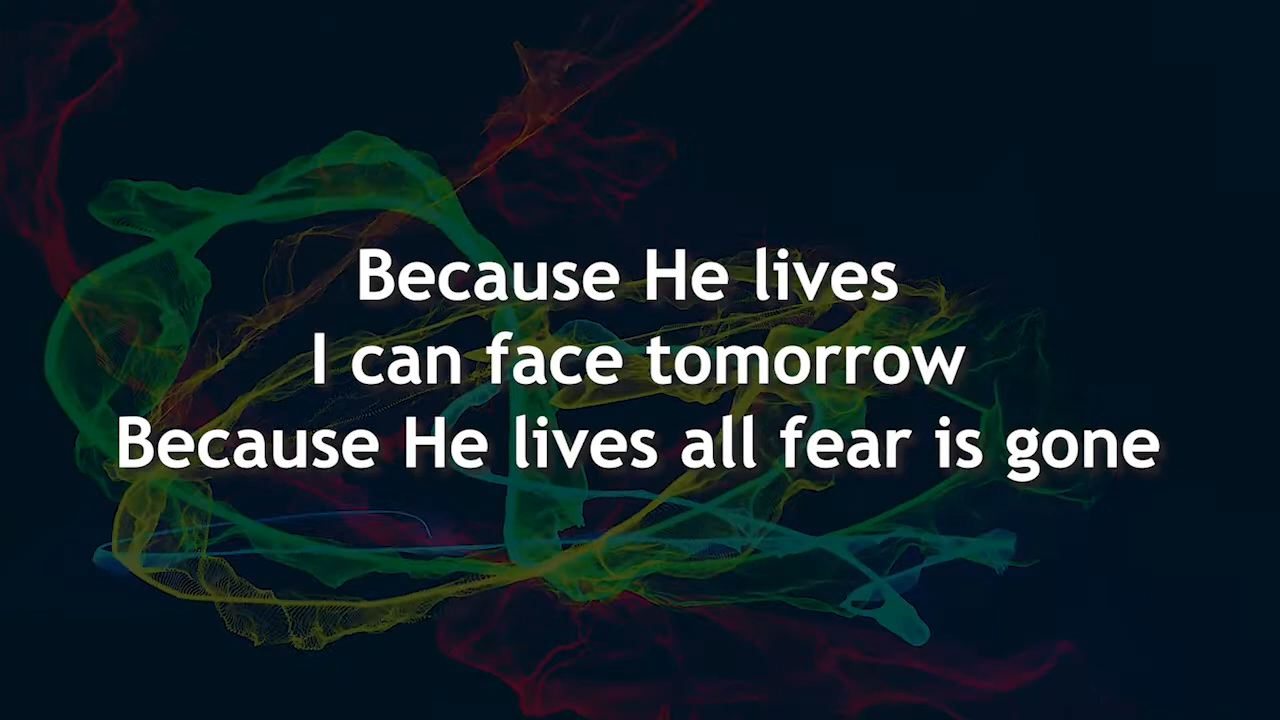 Because He lives
I can face tomorrow
Because He lives all fear is gone